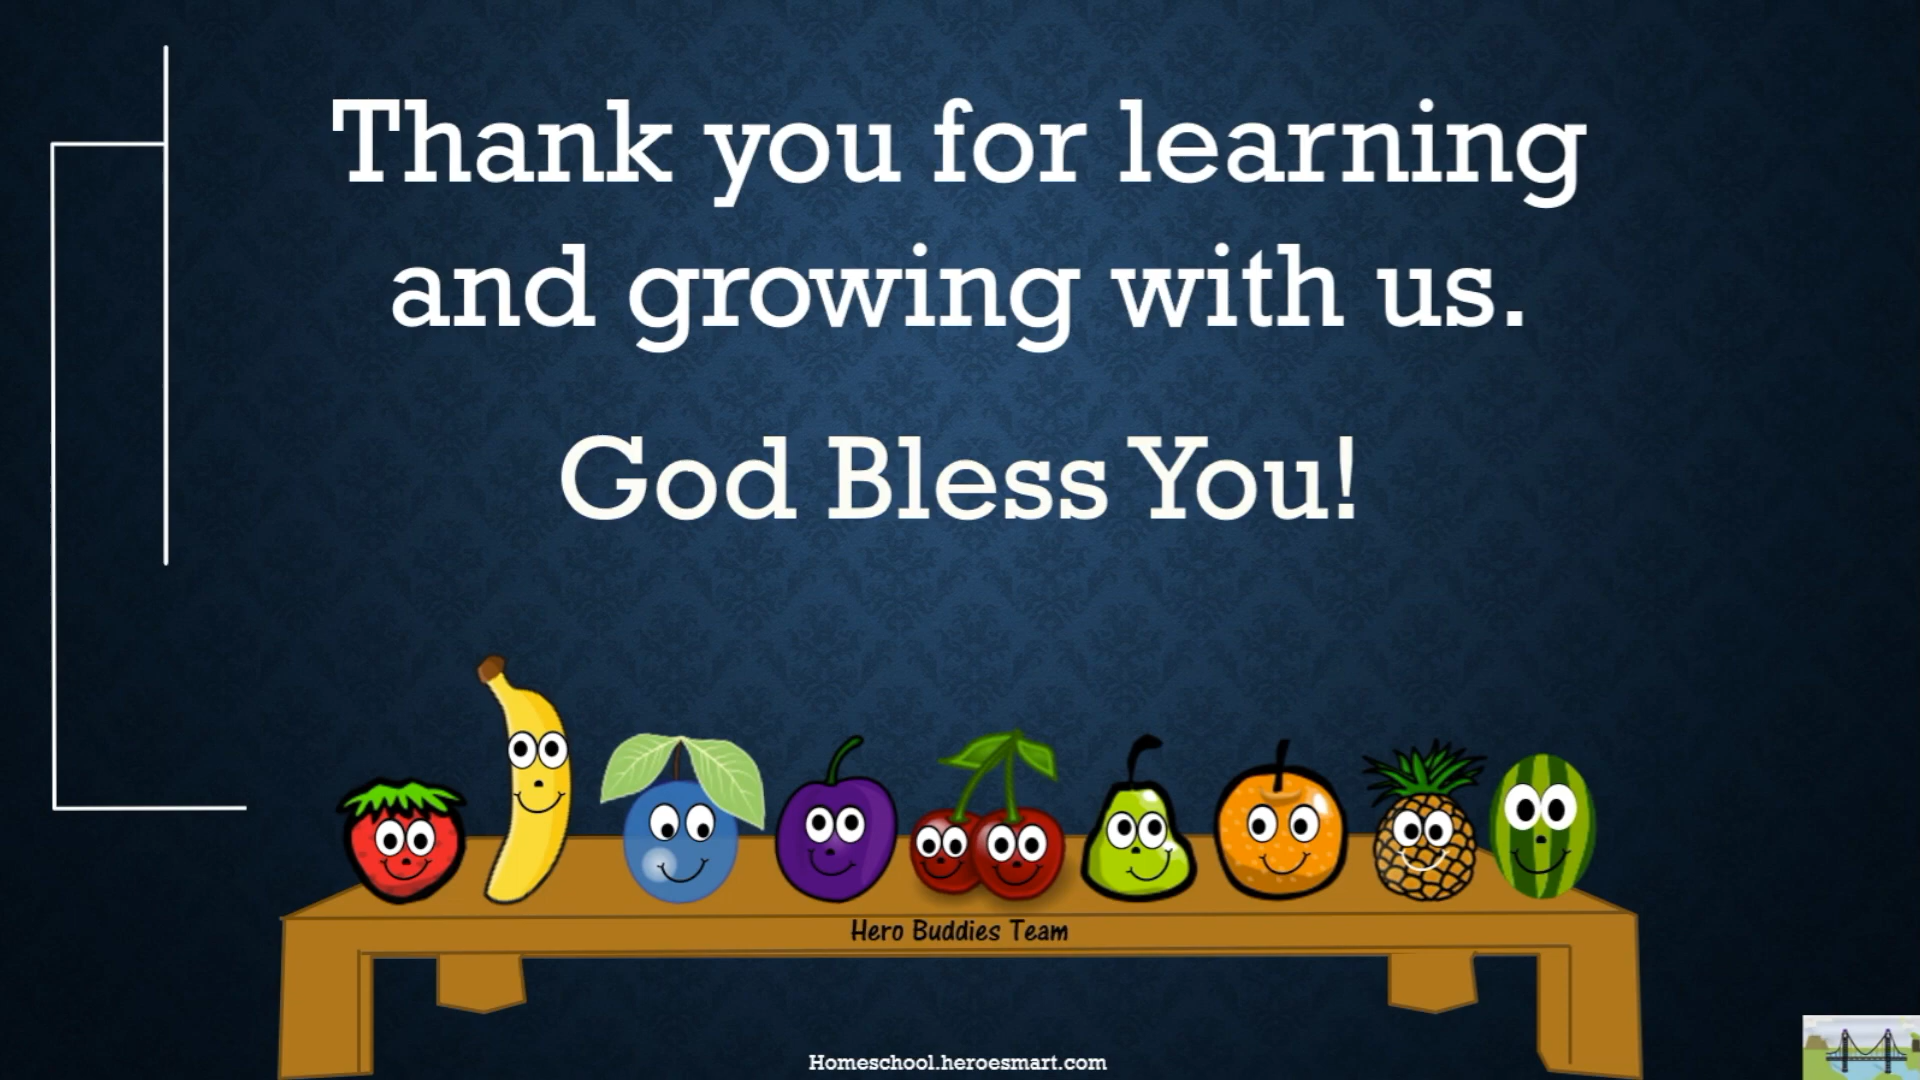 Thank you for learning
and growing with us.
God Bless You!
Hero Buddies Team
Homeschool.heroesmart.com